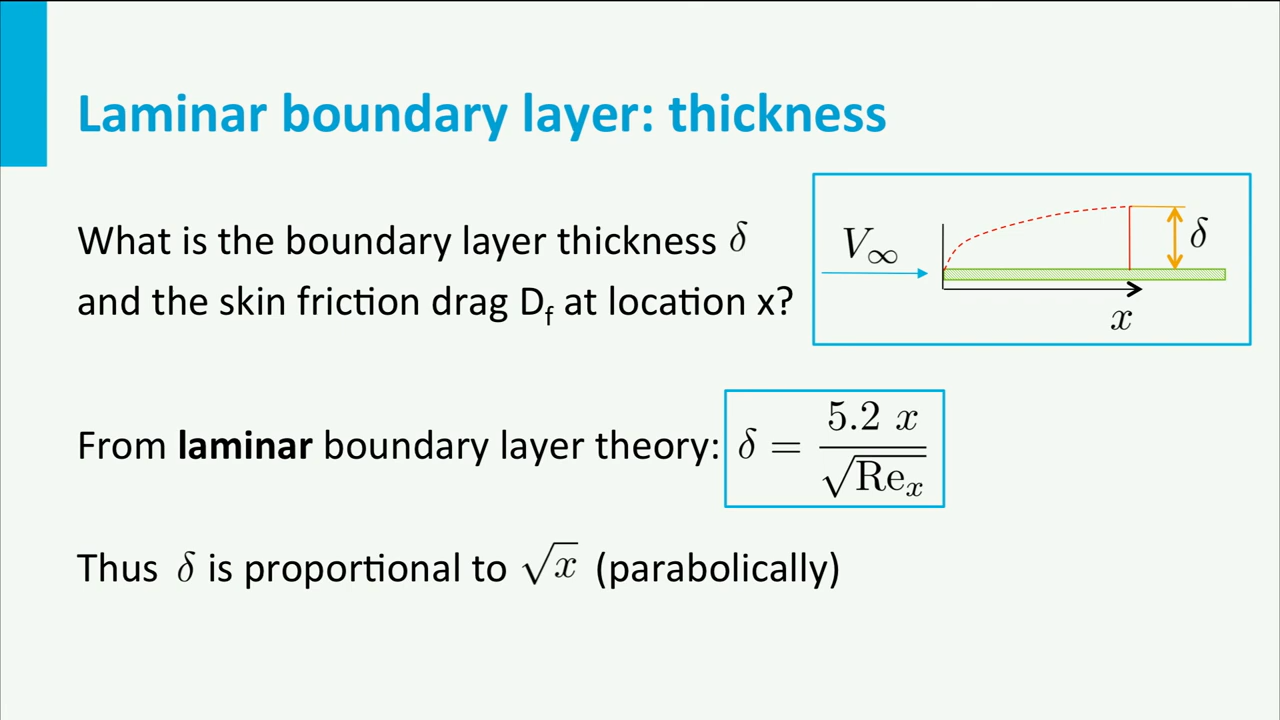 Laminar boundary layer: thickness
What is the boundary layer thickness δ
and the skin friction drag D_f at location x?
V_∞
δ
x
From laminar boundary layer theory: δ = 5.2 x / √Re_x
Thus δ is proportional to √x (parabolically)